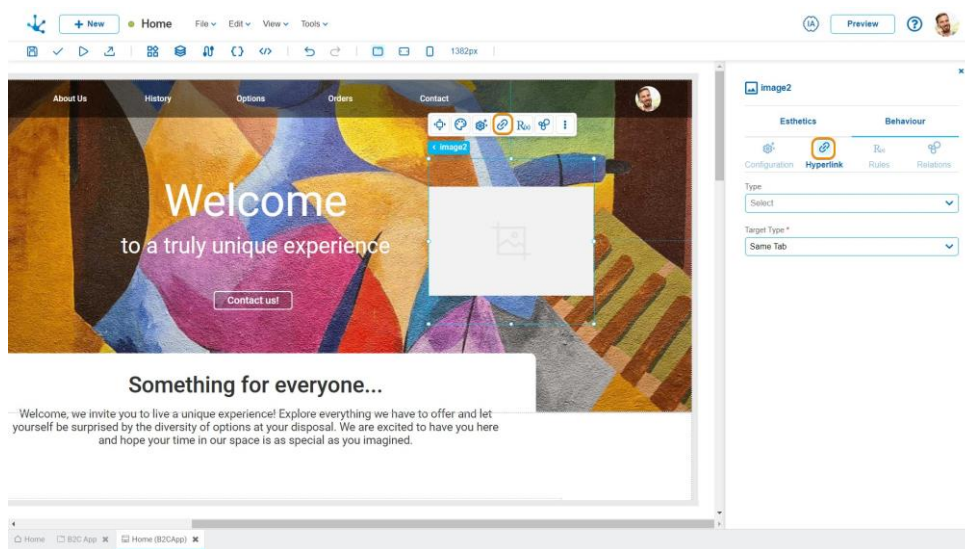 + New
Home
File Edit View Tools
IA
Preview
?
1382px
About Us History Options Orders Contact
image2
Welcome
to a truly unique experience
Contact us!
Something for everyone...
Welcome, we invite you to live a unique experience! Explore everything we have to offer and let
yourself be surprised by the diversity of options at your disposal. We are excited to have you here
and hope your time in our space is as special as you imagined.
image2
Esthetics Behaviour
Configuration Hyperlink Rules Relations
Type
Select
Target Type *
Same Tab
Home B2C App Home (B2CApp)